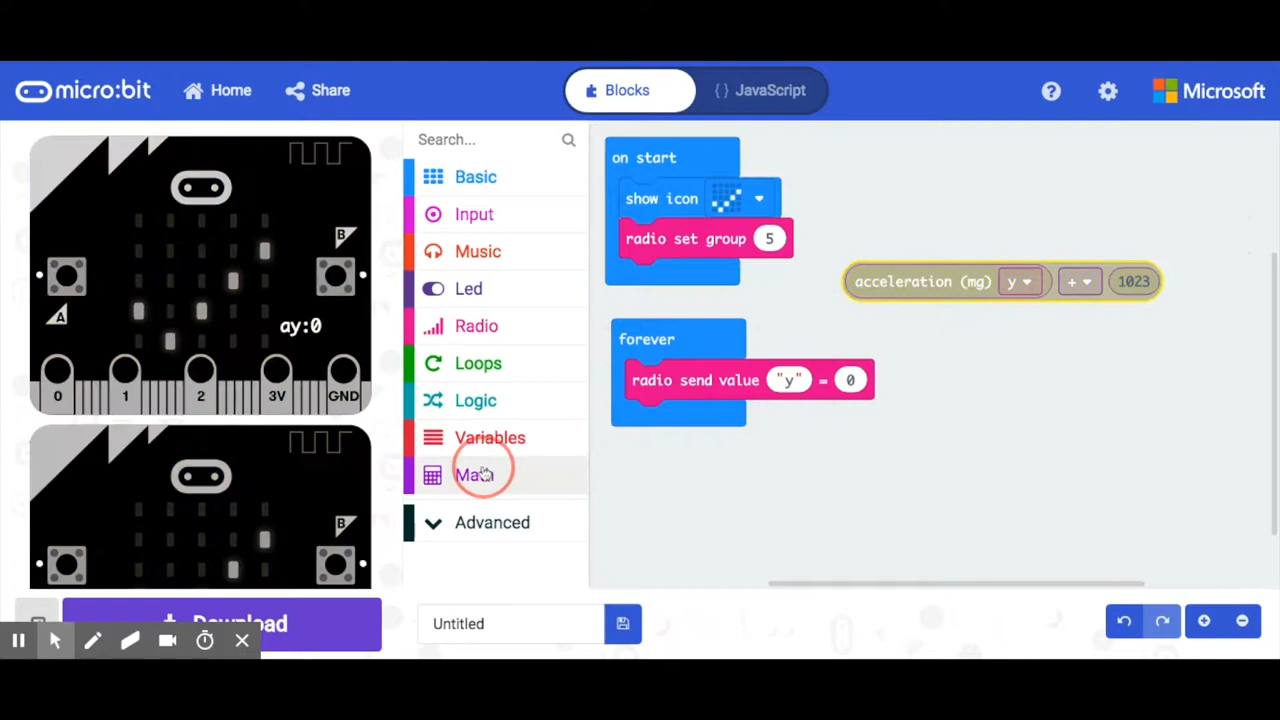 micro:bit
Home
Share
Blocks
{ } JavaScript
Microsoft
B
A
ay:0
0 1 2 3V GND
B
Search...
Basic
Input
Music
Led
Radio
Loops
Logic
Variables
Math
Advanced
on start
show icon
radio set group 5
acceleration (mg) y + 1023
forever
radio send value "y" = 0
Download
Untitled